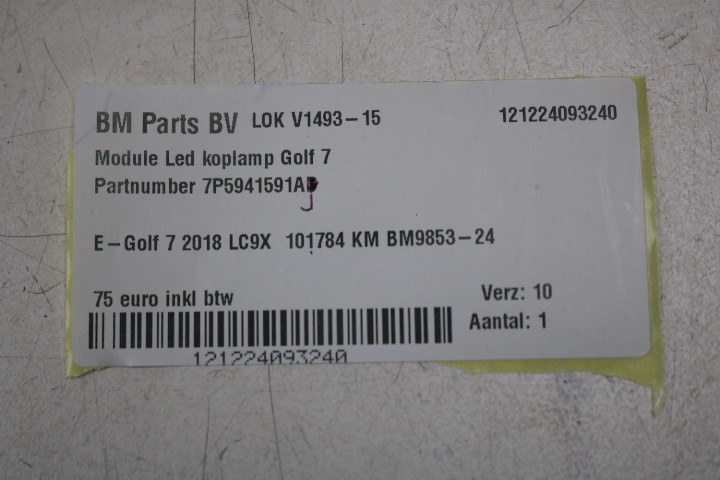 BM Parts BV LOK V1493-15 121224093240
Module Led koplamp Golf 7
Partnumber 7P5941591A
J
E-Golf 7 2018 LC9X 101784 KM BM9853-24
75 euro inkl btw Verz: 10
Aantal: 1
121224093240